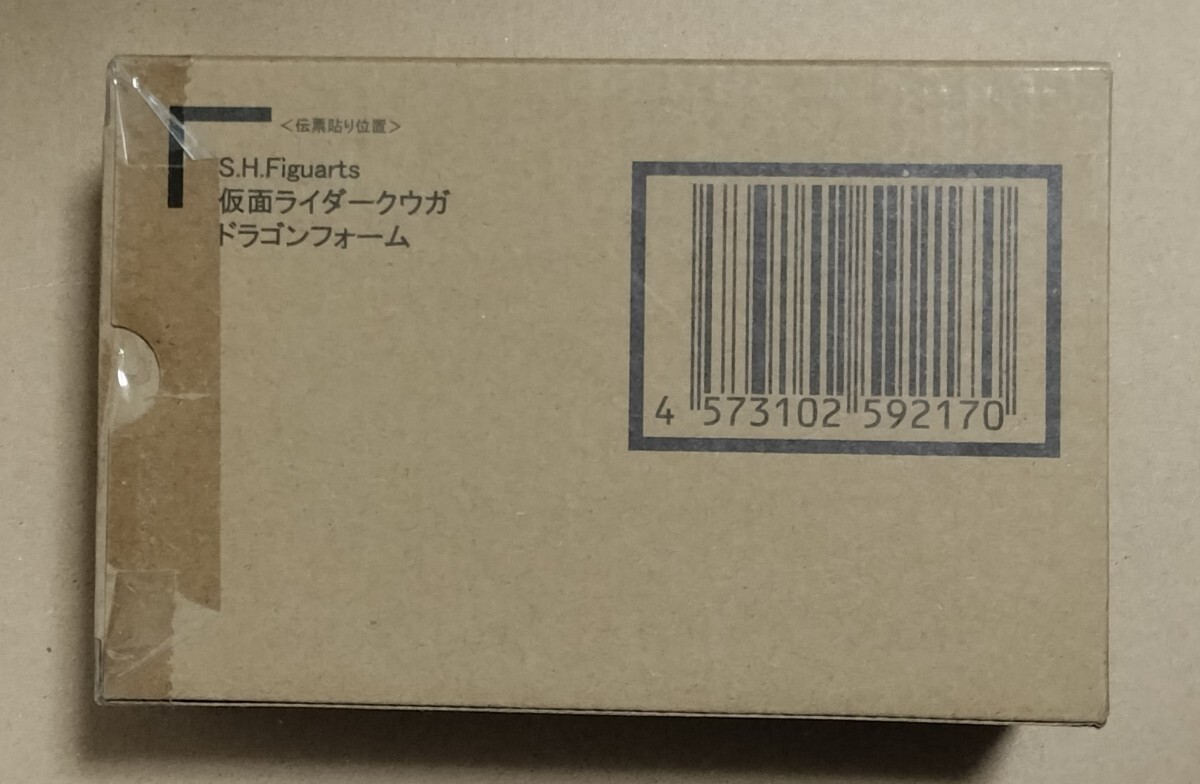 ＜伝票貼り位置＞
S.H.Figuarts
仮面ライダークウガ
ドラゴンフォーム
4 573102 592170